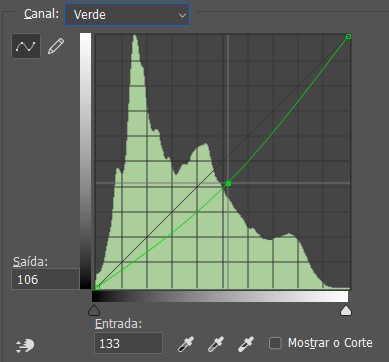 Canal: Verde
Saída:
106
Entrada:
133
Mostrar o Corte